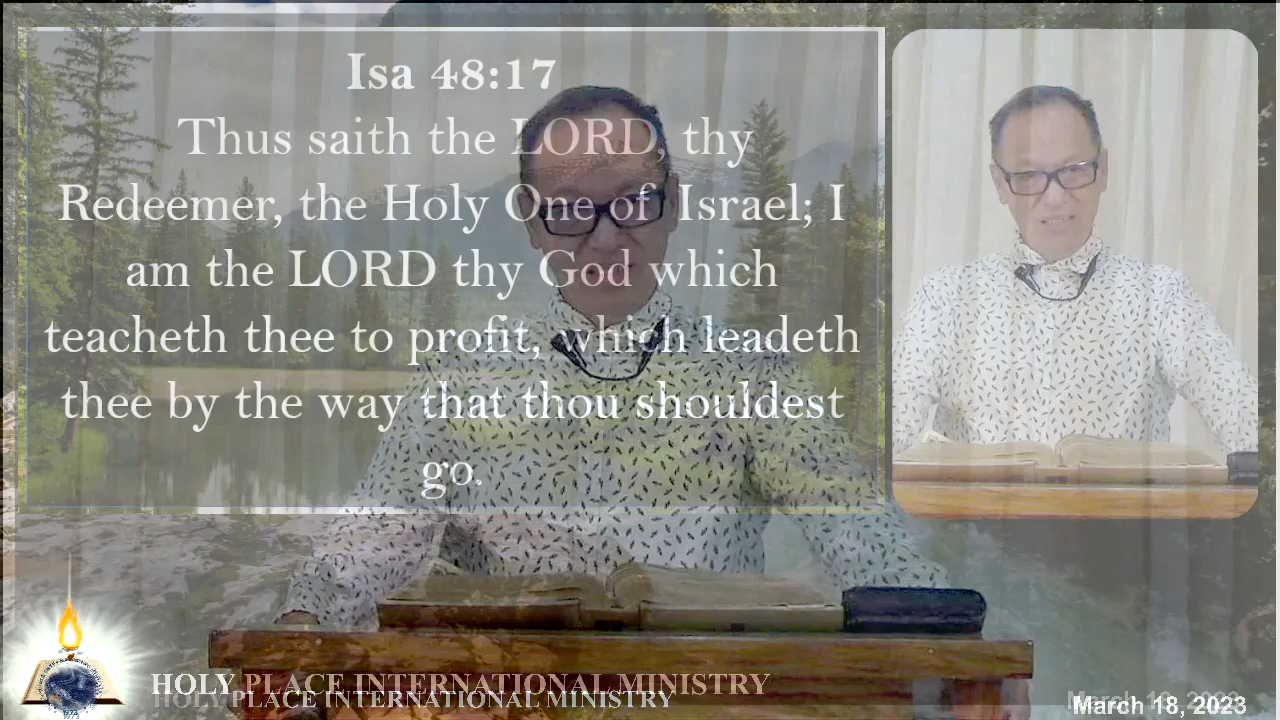 Isa 48:17
Thus saith the LORD, thy
Redeemer, the Holy One of Israel; I
am the LORD thy God which
teacheth thee to profit, which leadeth
thee by the way that thou shouldest
go.
HOLY PLACE INTERNATIONAL MINISTRY
HOLY PLACE INTERNATIONAL MINISTRY
March 18, 2023
March 18, 2023
1973